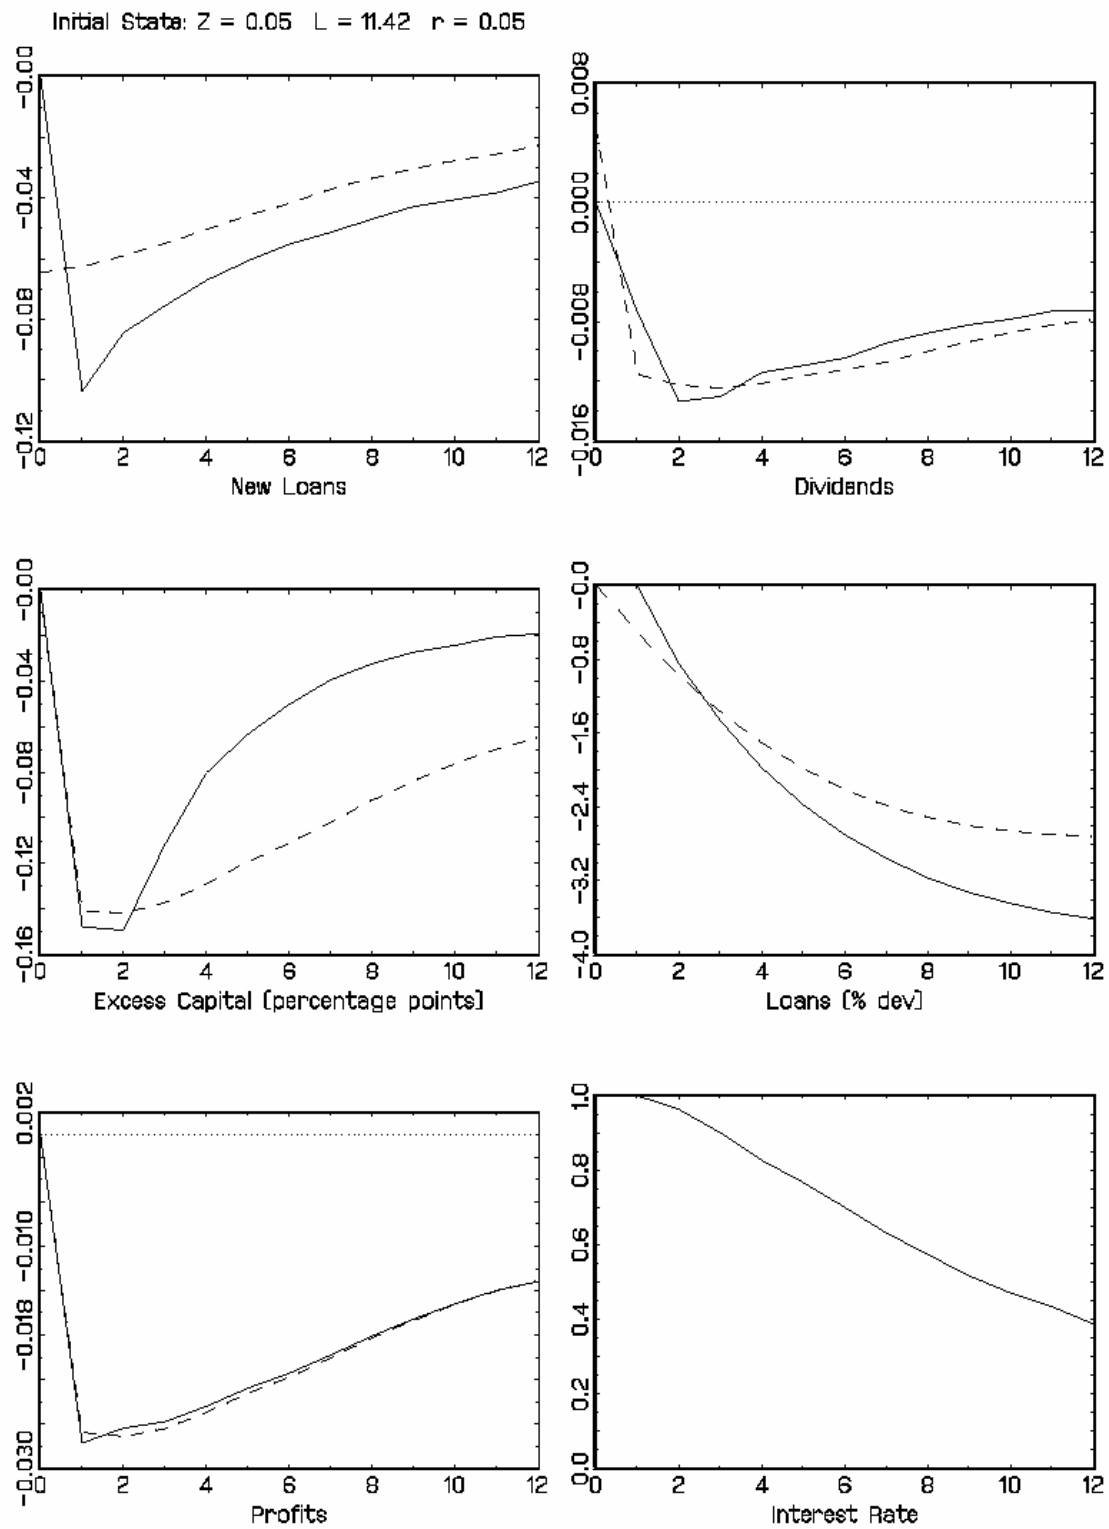 Initial State: Z = 0.05 L = 11.42 r = 0.05
-0.00
-0.04
-0.08
-0.12
0 2 4 6 8 10 12
New Loans
0.008
0.000
-0.008
-0.016
0 2 4 6 8 10 12
Dividends
-0.00
-0.04
-0.08
-0.12
-0.16
0 2 4 6 8 10 12
Excess Capital [percentage points]
-0.0
-0.8
-1.6
-2.4
-3.2
-4.0
0 2 4 6 8 10 12
Loans [% dev]
0.002
-0.010
-0.018
-0.030
0 2 4 6 8 10 12
Profits
1.0
0.8
0.6
0.4
0.2
0.0
0 2 4 6 8 10 12
Interest Rate